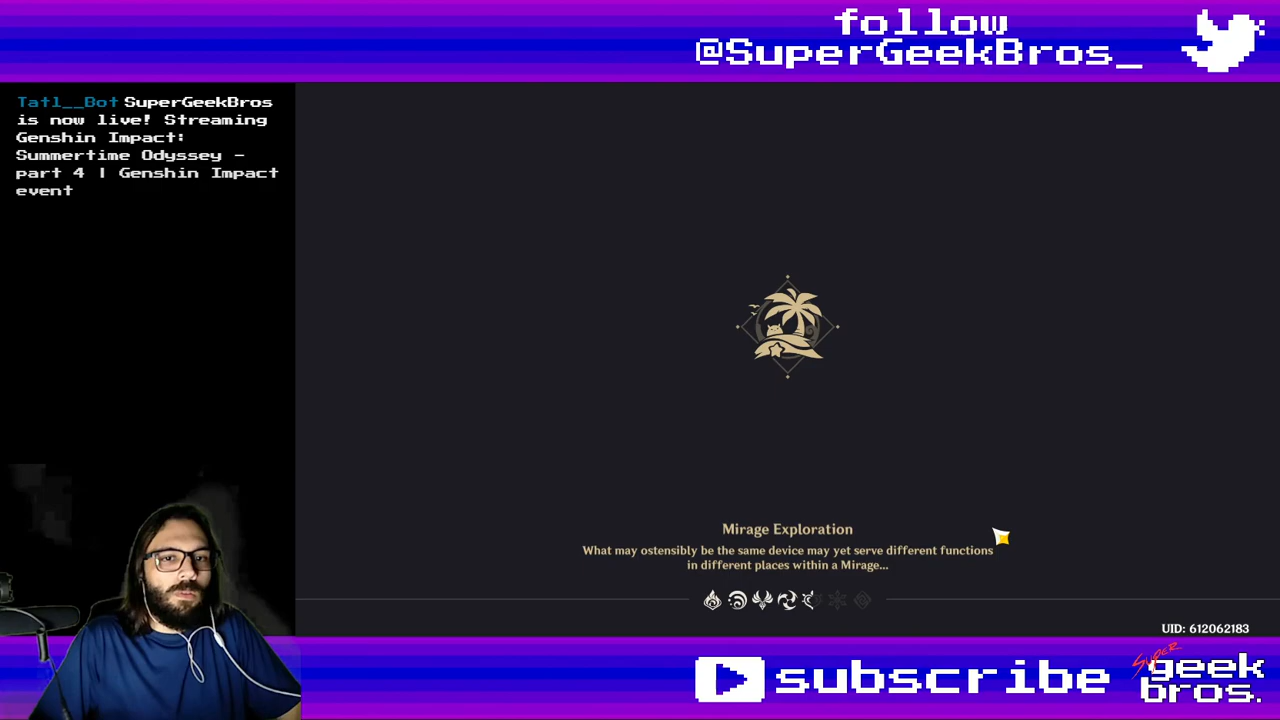 follow
@SuperGeekBros_
Tatl__Bot SuperGeekBros
is now live! Streaming
Genshin Impact:
Summertime Odyssey -
part 4 | Genshin Impact
event
Mirage Exploration
What may ostensibly be the same device may yet serve different functions
in different places within a Mirage...
UID: 612062183
subscribe
SUPER
geek
bros.